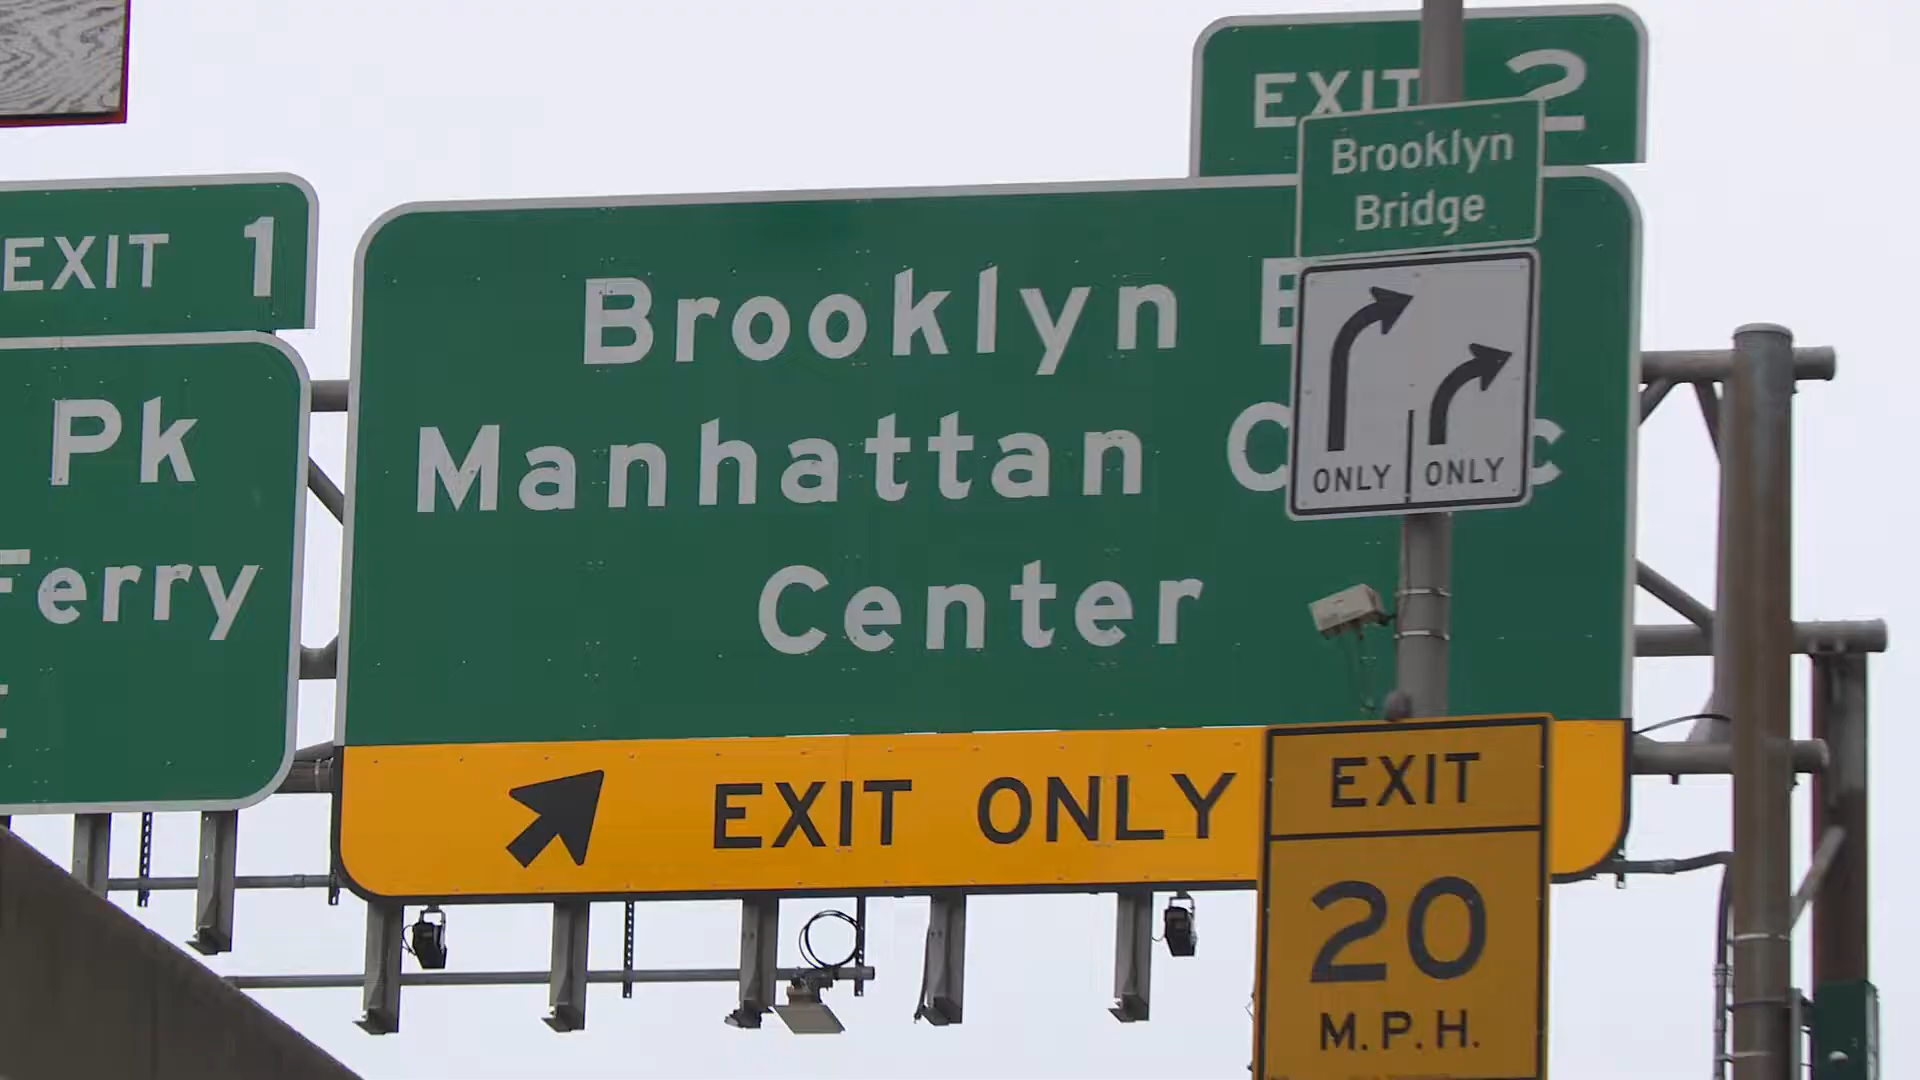 EXIT 1
Pk
Ferry
EXIT 2
Brooklyn
Manhattan
Center
EXIT ONLY
Brooklyn
Bridge
ONLY ONLY
EXIT
20
M.P.H.